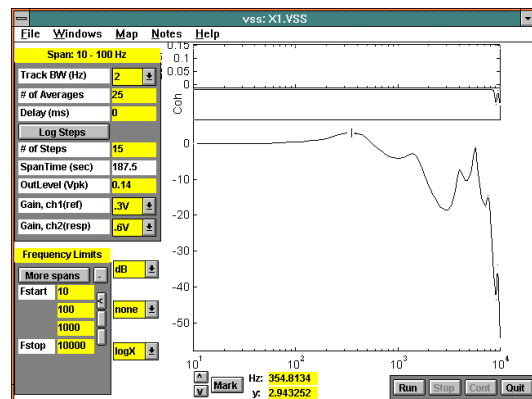 vss: X1.VSS
File Windows Map Notes Help
Span: 10 - 100 Hz
Track BW (Hz) 2
# of Averages 25
Delay (ms) 0
Log Steps
# of Steps 15
SpanTime (sec) 187.5
OutLevel (Vpk) 0.14
Gain, ch1(ref) .3V
Gain, ch2(resp) .6V
Frequency Limits
More spans -
Fstart 10
100
1000
Fstop 10000
<
dB
none
logX
0.15
0.1
0.05
0
Coh
0
-10
-20
-30
-40
-50
10^1 10^2 10^3 10^4
^
v
Mark
Hz: 354.8134
y: 2.943252
Run Stop Cont Quit